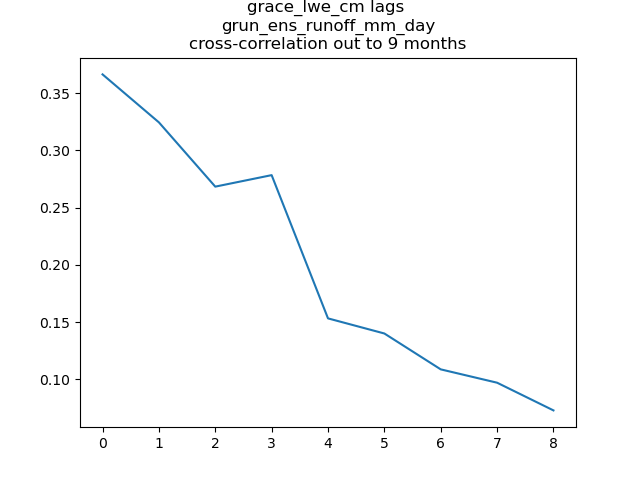 grace_lwe_cm lags
grun_ens_runoff_mm_day
cross-correlation out to 9 months
0.35
0.30
0.25
0.20
0.15
0.10
0 1 2 3 4 5 6 7 8